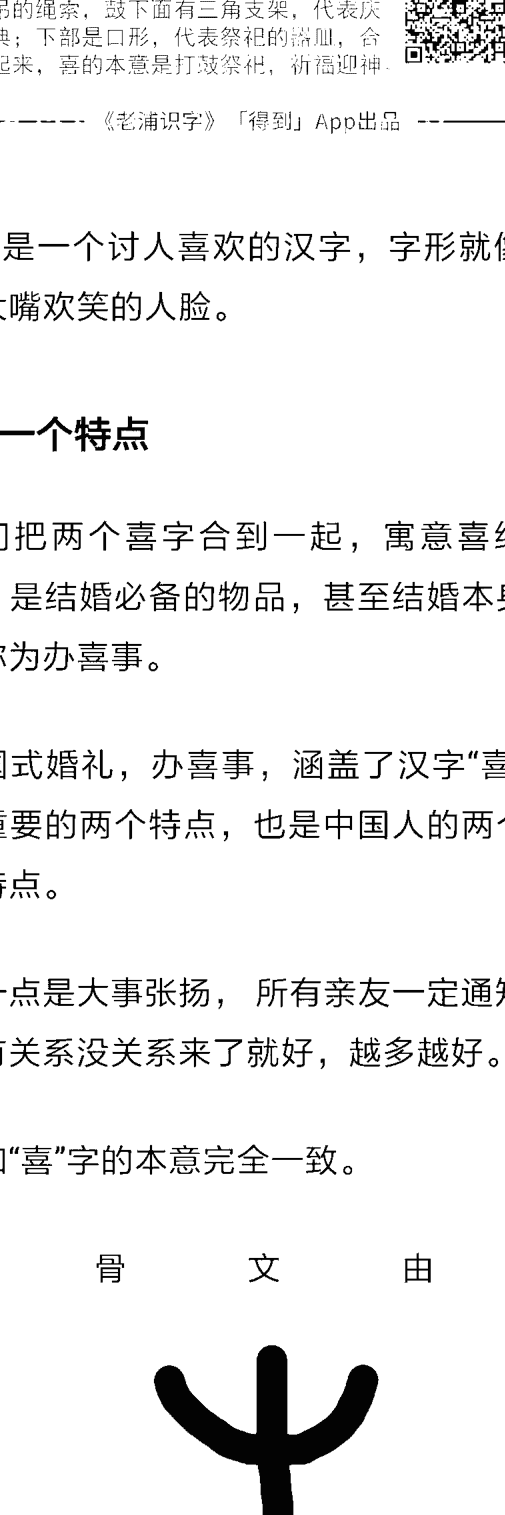 的绳索，鼓下面有三角支架，代表庆
；下部是口形，代表祭祀的器皿，合
起来，喜的本意是打鼓祭祀，祈福迎神
《老浦识字》「得到」App出品
是一个讨人喜欢的汉字，字形就
嘴欢笑的人脸。
一个特点
把两个喜字合到一起，寓意喜
是结婚必备的物品，甚至结婚本
为办喜事。
式婚礼，办喜事，涵盖了汉字“喜
重要的两个特点，也是中国人的两
点。
点是大事张扬， 所有亲友一定通
关系没关系来了就好，越多越好。
“喜”字的本意完全一致。
骨 文 由